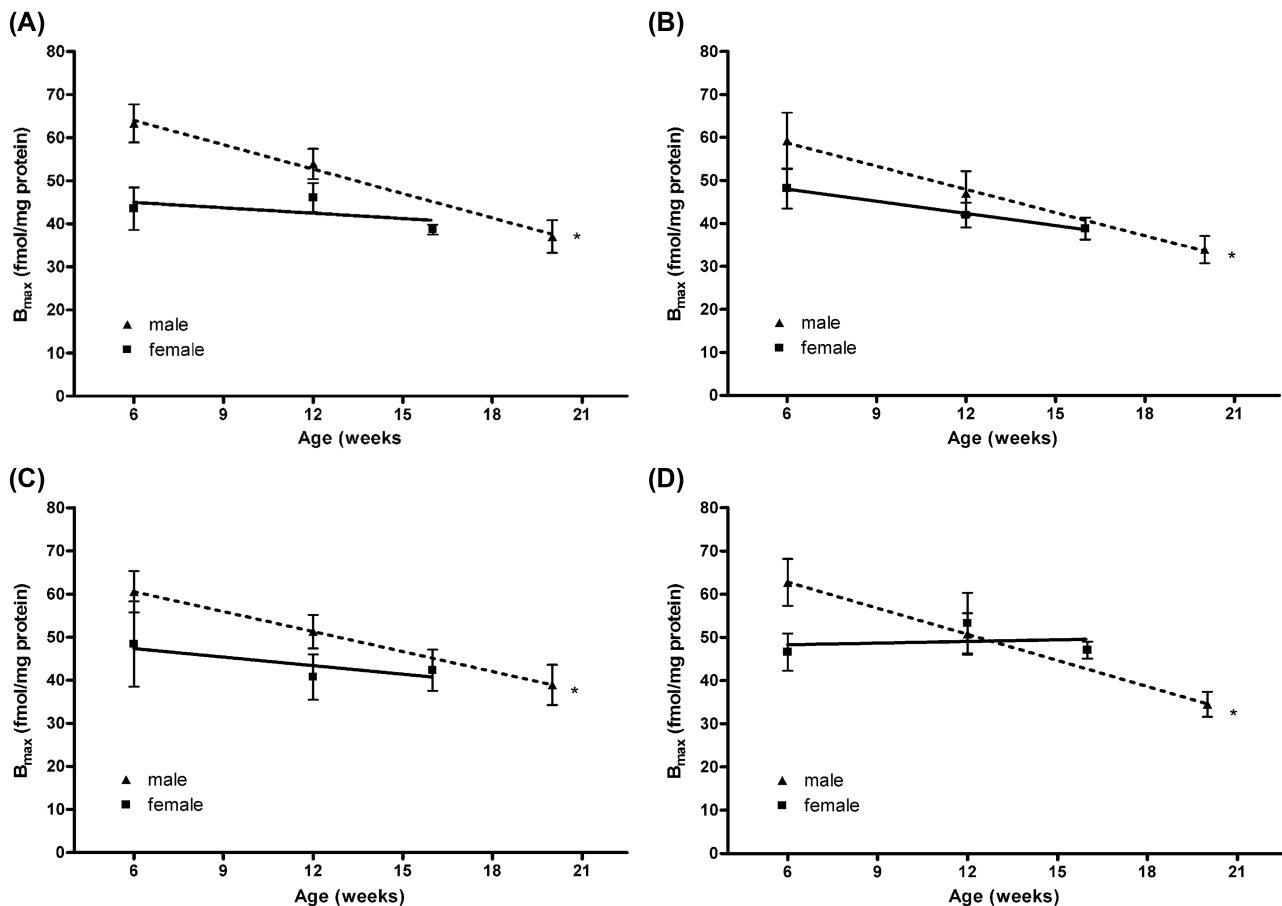 (A)
80
70
60
50
40
30
20
10
0
Bmax (fmol/mg protein)
*
male
female
6 9 12 15 18 21
Age (weeks
(B)
80
70
60
50
40
30
20
10
0
Bmax (fmol/mg protein)
*
male
female
6 9 12 15 18 21
Age (weeks)
(C)
80
70
60
50
40
30
20
10
0
Bmax (fmol/mg protein)
*
male
female
6 9 12 15 18 21
Age (weeks)
(D)
80
70
60
50
40
30
20
10
0
Bmax (fmol/mg protein)
*
male
female
6 9 12 15 18 21
Age (weeks)